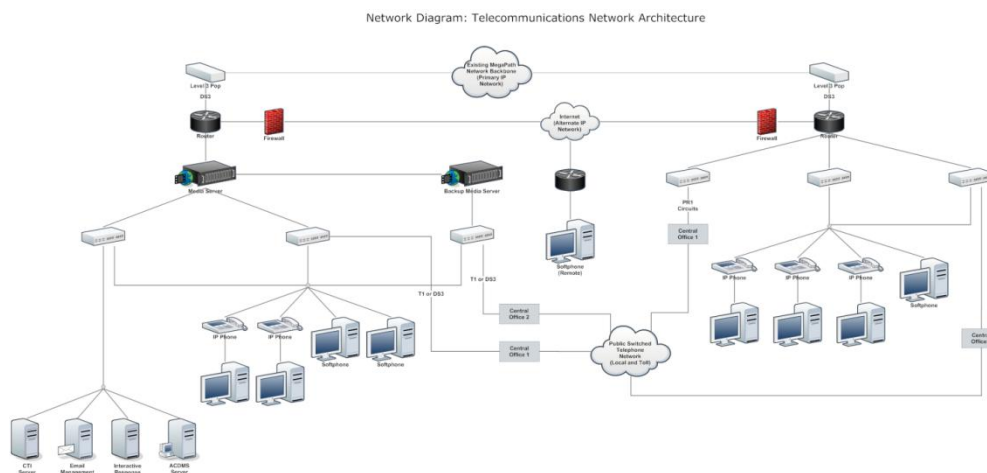 Network Diagram: Telecommunications Network Architecture
Existing MegaPath
Network Backbone
(Primary IP
Network)
Level 3 Pop
Level 3 Pop
DS3
DS3
Internet
(Alternate IP
Network)
Router
Firewall
Firewall
Router
Media Server
Backup Media Server
PRI
Circuits
Central
Office 1
Softphone
(Remote)
IP Phone
IP Phone
IP Phone
T1 or DS3
T1 or DS3
Softphone
Central
Office 2
IP Phone
IP Phone
Public Switched
Telephone
Network
(Local and Toll)
Central
Office 1
Softphone
Softphone
Office
CTI
Server
Email
Management
Interactive
Response
ACDMS
Server